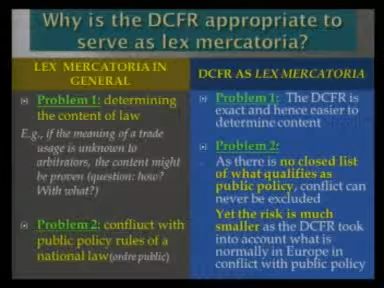 Why is the DCFR appropriate to
serve as lex mercatoria?
LEX MERCATORIA IN
GENERAL
Problem 1: determining
the content of law
E.g., if the meaning of a trade
usage is unknown to
arbitrators, the content might
be proven (question: how?
With what?)
Problem 2: confliuct with
public policy rules of a
national law(ordre public)
DCFR AS LEX MERCATORIA
Problem 1: The DCFR is
exact and hence easier to
determine content
Problem 2:
As there is no closed list
of what qualifies as
public policy, conflict can
never be excluded
Yet the risk is much
smaller as the DCFR took
into account what is
normally in Europe in
conflict with public policy